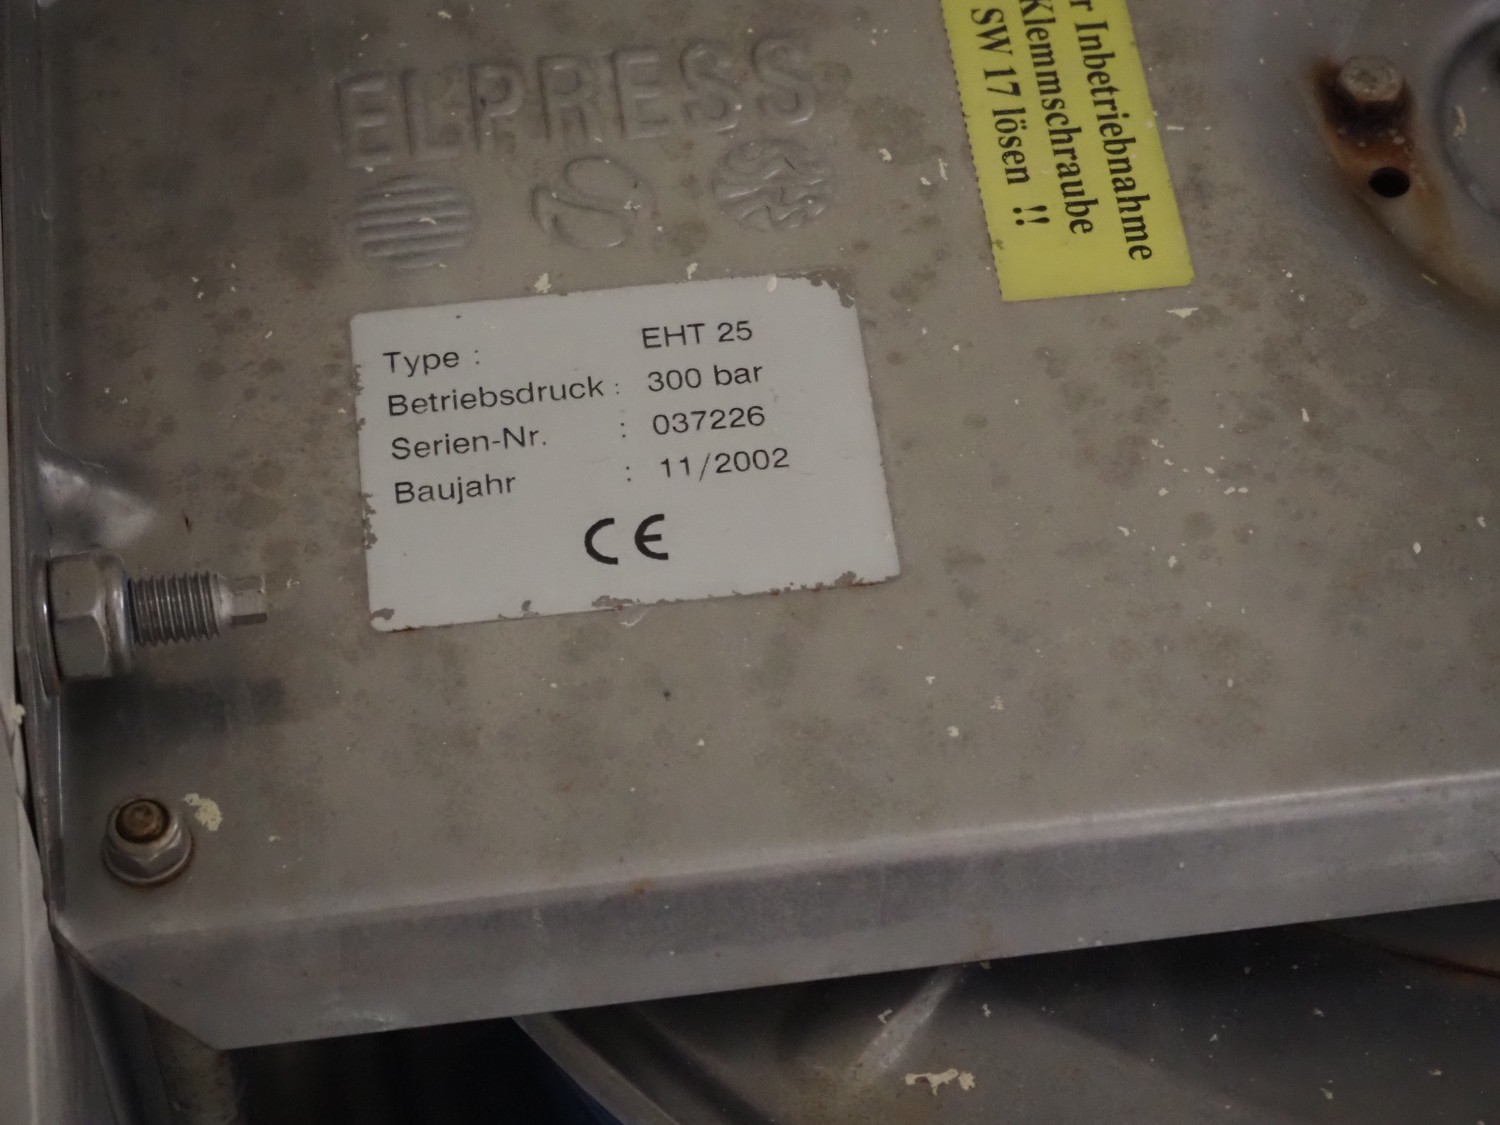 ELPRESS
Type : EHT 25
Betriebsdruck : 300 bar
Serien-Nr. : 037226
Baujahr : 11/2002
CE
Inbetriebnahme
Klemmschraube
SW 17 lösen !!